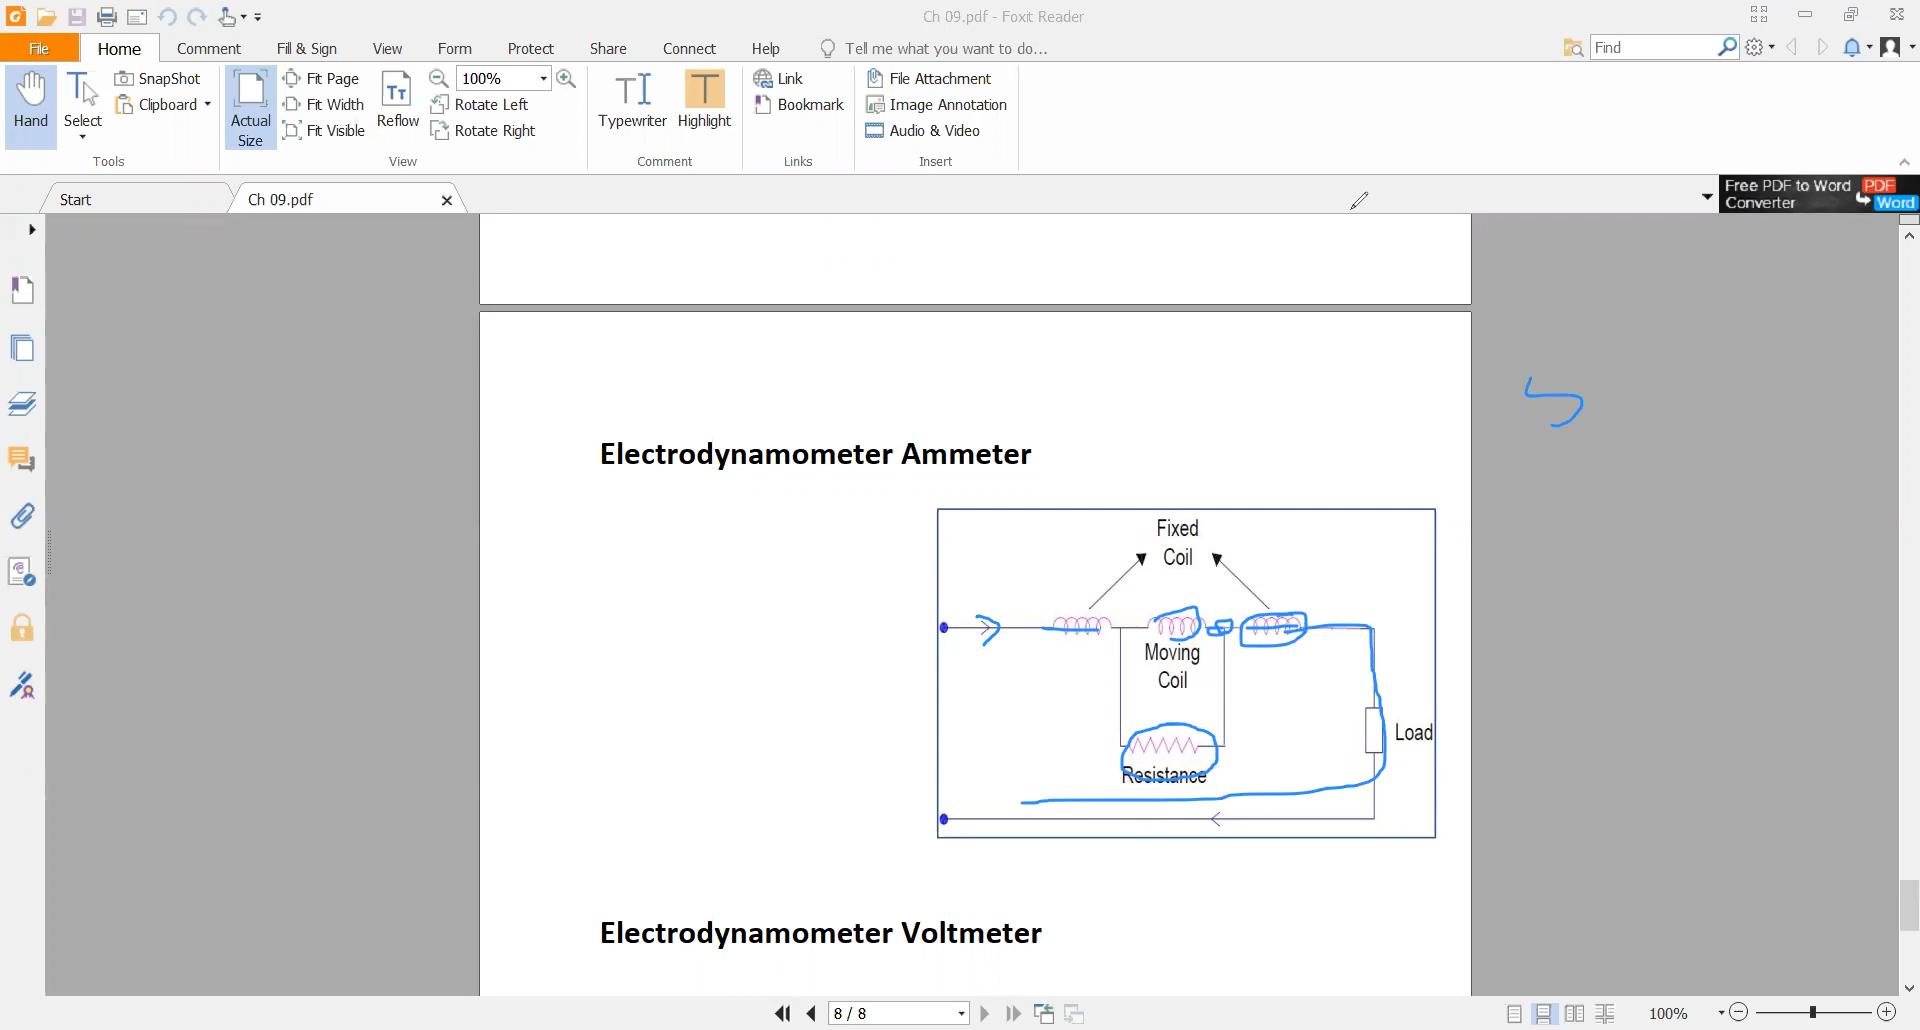 Ch 09.pdf - Foxit Reader
File
Home
Comment
Fill & Sign
View
Form
Protect
Share
Connect
Help
Tell me what you want to do...
Find
Hand
Select
SnapShot
Clipboard
Actual
Size
Fit Page
Fit Width
Fit Visible
Reflow
100%
Rotate Left
Rotate Right
Typewriter
Highlight
Link
Bookmark
File Attachment
Image Annotation
Audio & Video
Tools
View
Comment
Links
Insert
Start
Ch 09.pdf
Free PDF to Word
Converter
PDF
Word
Electrodynamometer Ammeter
Fixed
Coil
Moving
Coil
Resistance
Load
Electrodynamometer Voltmeter
8 / 8
100%